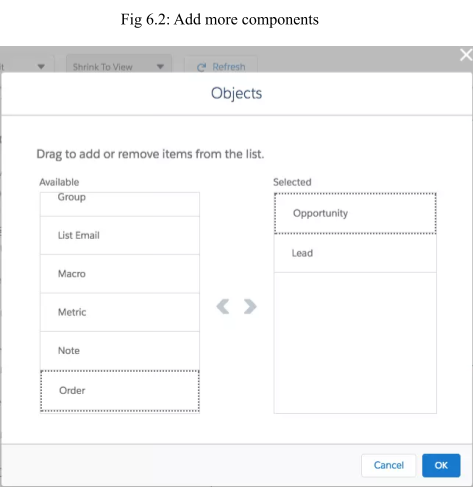 Fig 6.2: Add more components
Shrink To View
Refresh
Objects
Drag to add or remove items from the list.
Available
Selected
Group
List Email
Macro
Metric
Note
Order
Opportunity
Lead
Cancel
OK